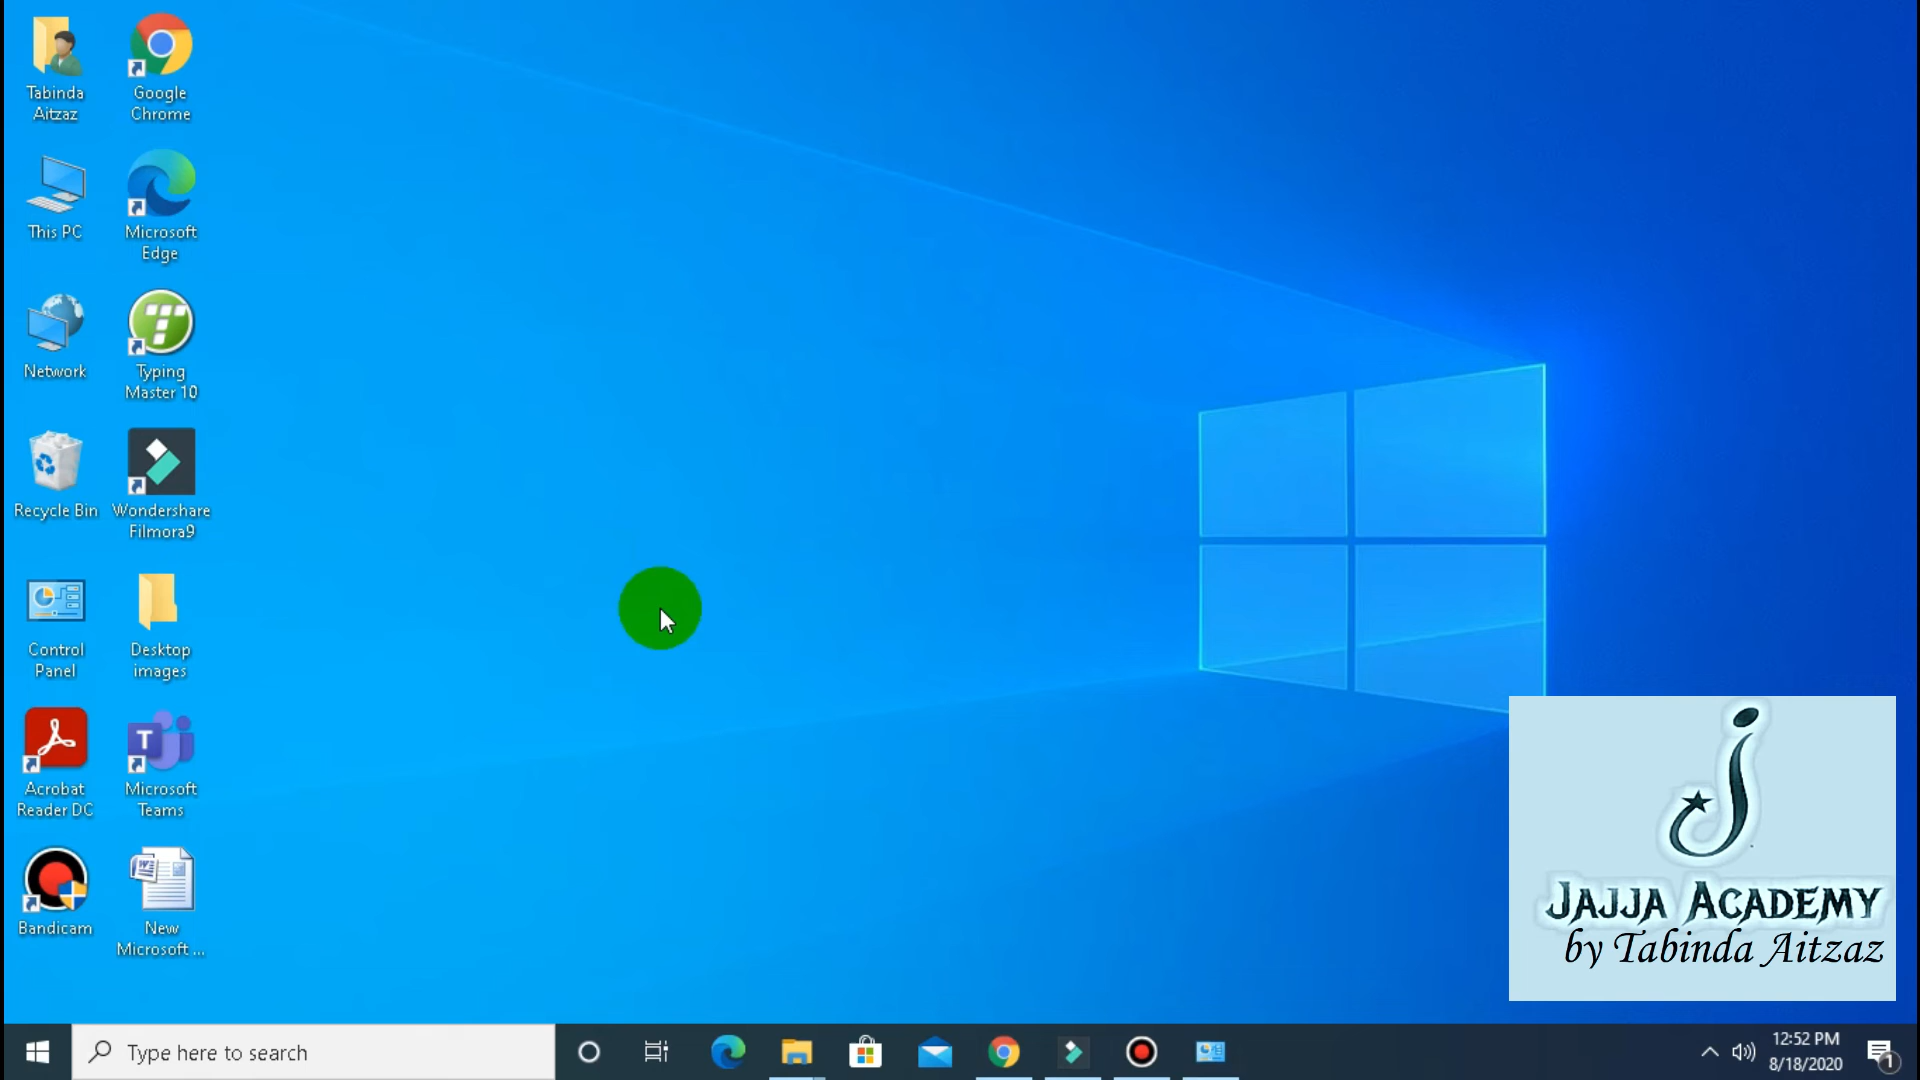 Tabinda
Aitzaz
Google
Chrome
This PC
Microsoft
Edge
Network
Typing
Master 10
Recycle Bin
Wondershare
Filmora9
Control
Panel
Desktop
images
Acrobat
Reader DC
T
Microsoft
Teams
Bandicam
W
New
Microsoft ...
JAJJA ACADEMY
by Tabinda Aitzaz
Type here to search
12:52 PM
8/18/2020
1